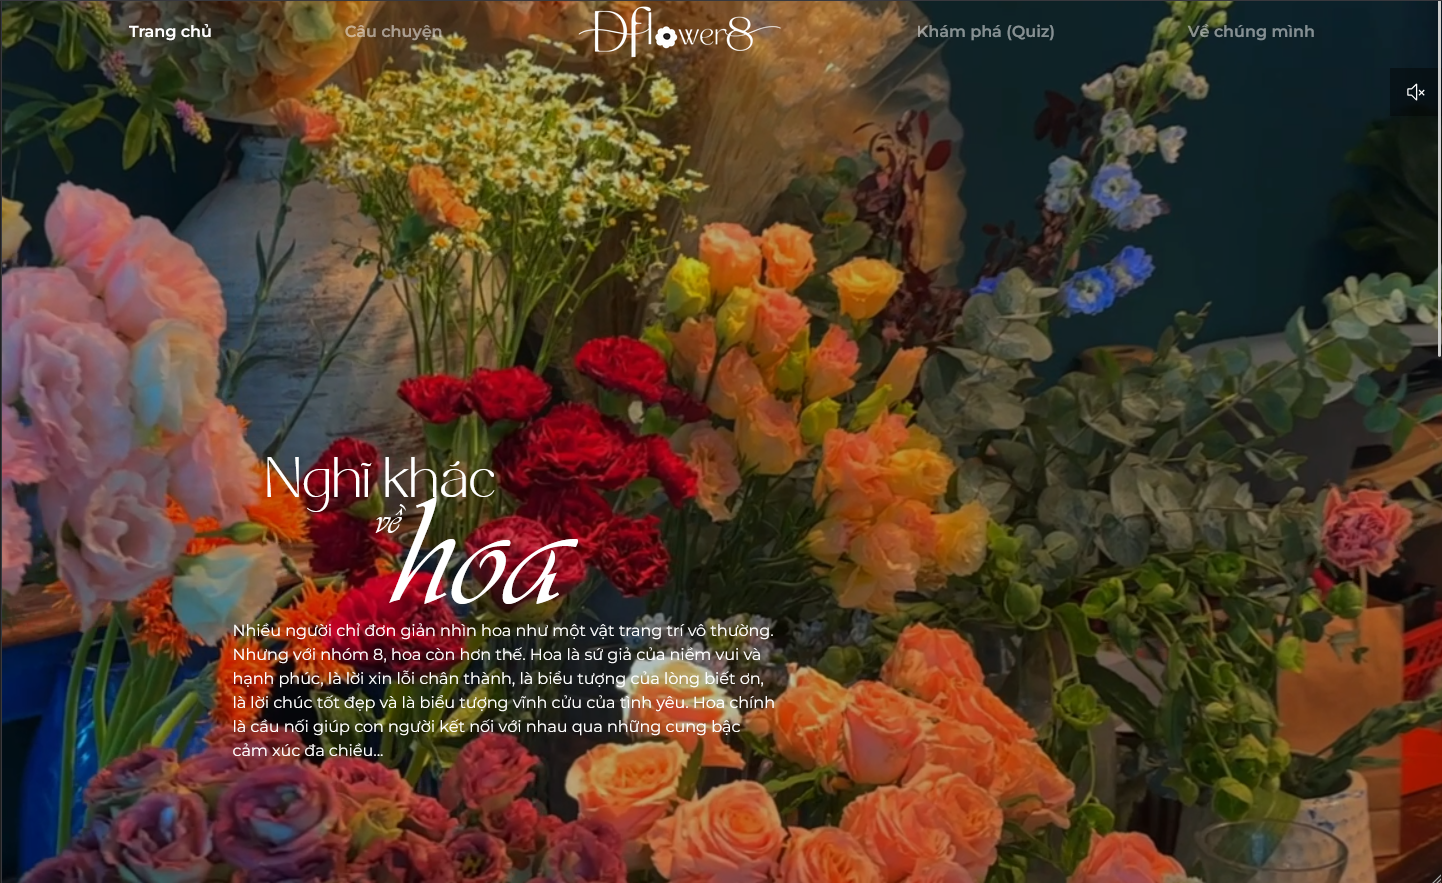 Trang chủ
Câu chuyện
Dflower8
Khám phá (Quiz)
Về chúng mình
Nghĩ khác
về
hoa
Nhiều người chỉ đơn giản nhìn hoa như một vật trang trí vô thường.
Nhưng với nhóm 8, hoa còn hơn thế. Hoa là sứ giả của niềm vui và
hạnh phúc, là lời xin lỗi chân thành, là biểu tượng của lòng biết ơn,
là lời chúc tốt đẹp và là biểu tượng vĩnh cửu của tình yêu. Hoa chính
là cầu nối giúp con người kết nối với nhau qua những cung bậc
cảm xúc đa chiều...